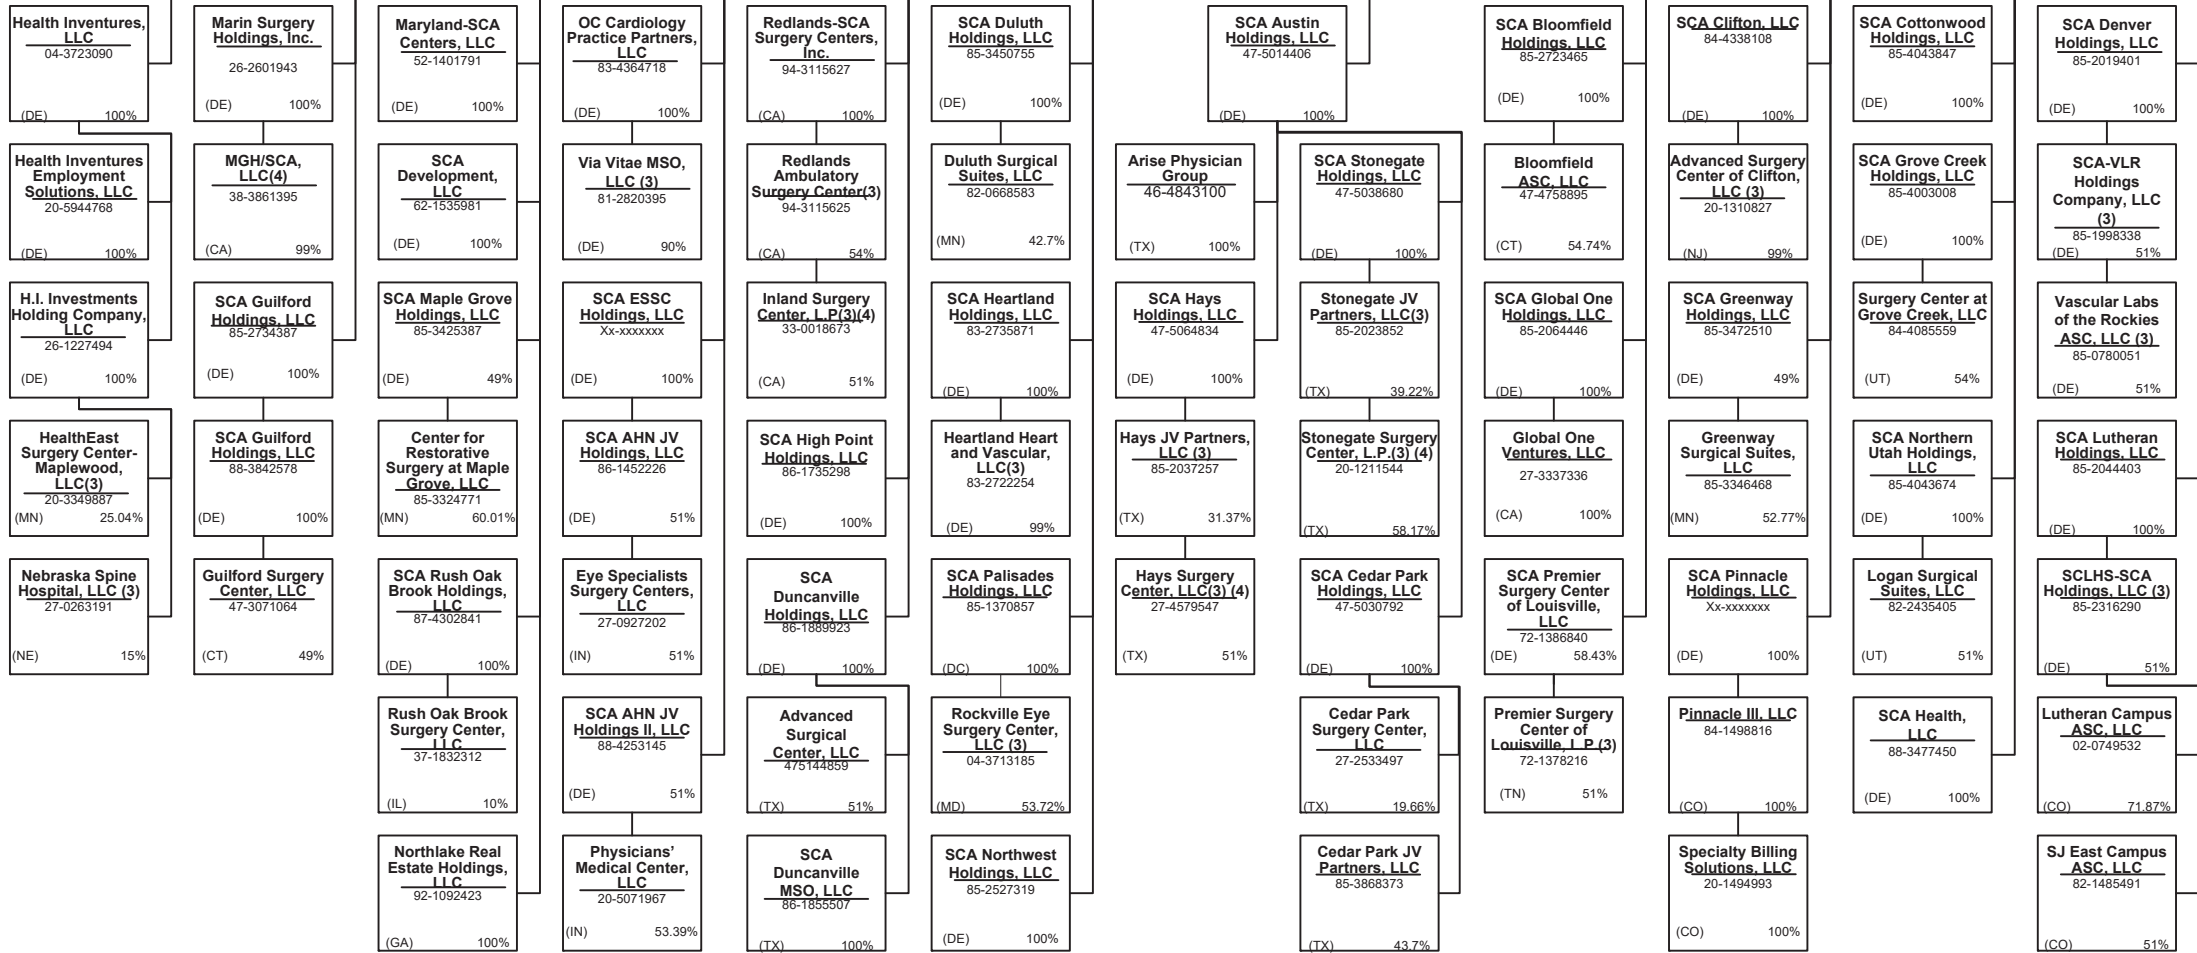 Health Inventures,
LLC
04-3723090
(DE) 100%
Health Inventures
Employment
Solutions, LLC
20-5944768
(DE) 100%
H.I. Investments
Holding Company,
LLC
26-1227494
(DE) 100%
HealthEast
Surgery Center-
Maplewood,
LLC(3)
20-3349887
(MN) 25.04%
Nebraska Spine
Hospital, LLC (3)
27-0263191
(NE) 15%
Marin Surgery
Holdings, Inc.
26-2601943
(DE) 100%
MGH/SCA,
LLC(4)
38-3861395
(CA) 99%
SCA Guilford
Holdings, LLC
85-2734387
(DE) 100%
SCA Guilford
Holdings, LLC
88-3842578
(DE) 100%
Guilford Surgery
Center, LLC
47-3071064
(CT) 49%
Maryland-SCA
Centers, LLC
52-1401791
(DE) 100%
SCA
Development,
LLC
62-1535981
(DE) 100%
SCA Maple Grove
Holdings, LLC
85-3425387
(DE) 49%
Center for
Restorative
Surgery at Maple
Grove, LLC
85-3324771
(MN) 60.01%
SCA Rush Oak
Brook Holdings,
LLC
87-4302841
(DE) 100%
Rush Oak Brook
Surgery Center,
LLC
37-1832312
(IL) 10%
Northlake Real
Estate Holdings,
LLC
92-1092423
(GA) 100%
OC Cardiology
Practice Partners,
LLC
83-4364718
(DE) 100%
Via Vitae MSO,
LLC (3)
81-2820395
(DE) 90%
SCA ESSC
Holdings, LLC
Xx-xxxxxxx
(DE) 100%
SCA AHN JV
Holdings, LLC
86-1452226
(DE) 51%
Eye Specialists
Surgery Centers,
LLC
27-0927202
(IN) 51%
SCA AHN JV
Holdings II, LLC
88-4253145
(DE) 51%
Physicians’
Medical Center,
LLC
20-5071967
(IN) 53.39%
Redlands-SCA
Surgery Centers,
Inc.
94-3115627
(CA) 100%
Redlands
Ambulatory
Surgery Center(3)
94-3115625
(CA) 54%
Inland Surgery
Center, L.P(3)(4)
33-0018673
(CA) 51%
SCA High Point
Holdings, LLC
86-1735298
(DE) 100%
SCA
Duncanville
Holdings, LLC
86-1889923
(DE) 100%
Advanced
Surgical
Center, LLC
475144859
(TX) 51%
SCA
Duncanville
MSO, LLC
86-1855507
(TX) 100%
SCA Duluth
Holdings, LLC
85-3450755
(DE) 100%
Duluth Surgical
Suites, LLC
82-0668583
(MN) 42.7%
SCA Heartland
Holdings, LLC
83-2735871
(DE) 100%
Heartland Heart
and Vascular,
LLC(3)
83-2722254
(DE) 99%
SCA Palisades
Holdings, LLC
85-1370857
(DC) 100%
Rockville Eye
Surgery Center,
LLC (3)
04-3713185
(MD) 53.72%
SCA Northwest
Holdings, LLC
85-2527319
(DE) 100%
SCA Austin
Holdings, LLC
47-5014406
(DE) 100%
Arise Physician
Group
46-4843100
(TX) 100%
SCA Hays
Holdings, LLC
47-5064834
(DE) 100%
Hays JV Partners,
LLC (3)
85-2037257
(TX) 31.37%
Hays Surgery
Center, LLC(3) (4)
27-4579547
(TX) 51%
SCA Stonegate
Holdings, LLC
47-5038680
(DE) 100%
Stonegate JV
Partners, LLC(3)
85-2023852
(TX) 39.22%
Stonegate Surgery
Center, L.P.(3) (4)
20-1211544
(TX) 58.17%
SCA Cedar Park
Holdings, LLC
47-5030792
(DE) 100%
Cedar Park
Surgery Center,
LLC
27-2533497
(TX) 19.66%
Cedar Park JV
Partners, LLC
85-3868373
(TX) 43.7%
SCA Bloomfield
Holdings, LLC
85-2723465
(DE) 100%
Bloomfield
ASC, LLC
47-4758895
(CT) 54.74%
SCA Global One
Holdings, LLC
85-2064446
(DE) 100%
Global One
Ventures, LLC
27-3337336
(CA) 100%
SCA Premier
Surgery Center
of Louisville,
LLC
72-1386840
(DE) 58.43%
Premier Surgery
Center of
Louisville, L.P.(3)
72-1378216
(TN) 51%
SCA Clifton, LLC
84-4338108
(DE) 100%
Advanced Surgery
Center of Clifton,
LLC (3)
20-1310827
(NJ) 99%
SCA Greenway
Holdings, LLC
85-3472510
(DE) 49%
Greenway
Surgical Suites,
LLC
85-3346468
(MN) 52.77%
SCA Pinnacle
Holdings, LLC
Xx-xxxxxxx
(DE) 100%
Pinnacle III, LLC
84-1498816
(CO) 100%
Specialty Billing
Solutions, LLC
20-1494993
(CO) 100%
SCA Cottonwood
Holdings, LLC
85-4043847
(DE) 100%
SCA Grove Creek
Holdings, LLC
85-4003008
(DE) 100%
Surgery Center at
Grove Creek, LLC
84-4085559
(UT) 54%
SCA Northern
Utah Holdings,
LLC
85-4043674
(DE) 100%
Logan Surgical
Suites, LLC
82-2435405
(UT) 51%
SCA Health,
LLC
88-3477450
(DE) 100%
SCA Denver
Holdings, LLC
85-2019401
(DE) 100%
SCA-VLR
Holdings
Company, LLC
(3)
85-1998338
(DE) 51%
Vascular Labs
of the Rockies
ASC, LLC (3)
85-0780051
(DE) 51%
SCA Lutheran
Holdings, LLC
85-2044403
(DE) 100%
SCLHS-SCA
Holdings, LLC (3)
85-2316290
(DE) 51%
Lutheran Campus
ASC, LLC
02-0749532
(CO) 71.87%
SJ East Campus
ASC, LLC
82-1485491
(CO) 51%